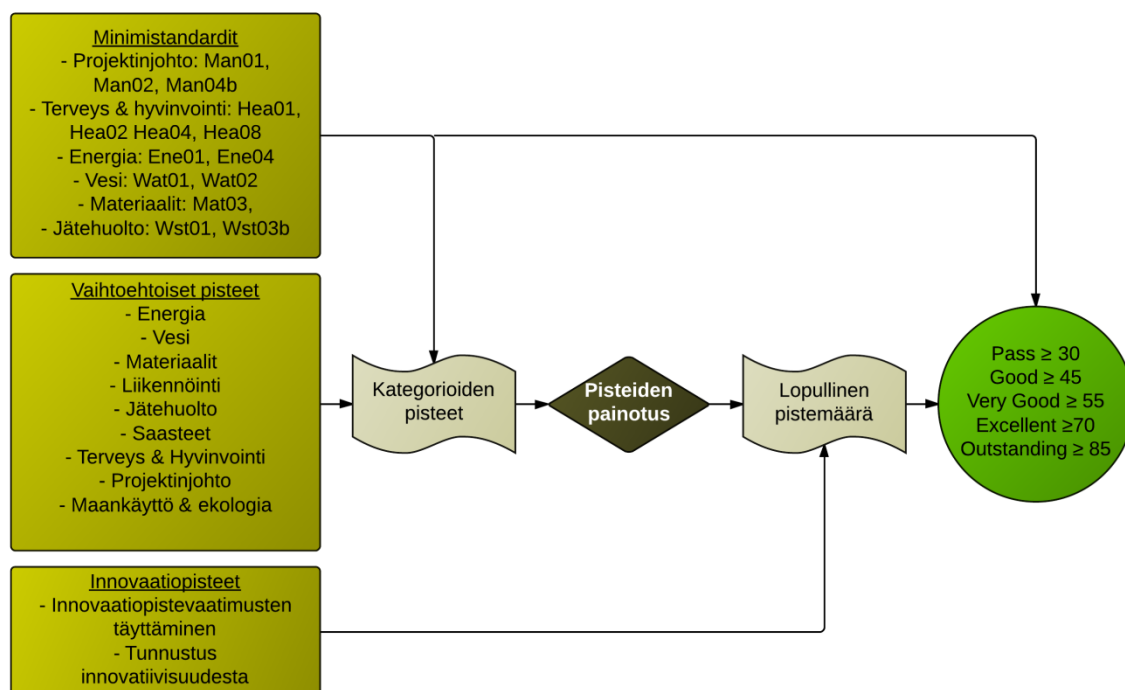 Minimistandardit
- Projektinjohto: Man01,
Man02, Man04b
- Terveys & hyvinvointi: Hea01,
Hea02 Hea04, Hea08
- Energia: Ene01, Ene04
- Vesi: Wat01, Wat02
- Materiaalit: Mat03,
- Jätehuolto: Wst01, Wst03b
Vaihtoehtoiset pisteet
- Energia
- Vesi
- Materiaalit
- Liikennöinti
- Jätehuolto
- Saasteet
- Terveys & Hyvinvointi
- Projektinjohto
- Maankäyttö & ekologia
Innovaatiopisteet
- Innovaatiopistevaatimusten
täyttäminen
- Tunnustus
innovatiivisuudesta
Kategorioiden
pisteet
Pisteiden
painotus
Lopullinen
pistemäärä
Pass ≥ 30
Good ≥ 45
Very Good ≥ 55
Excellent ≥70
Outstanding ≥ 85